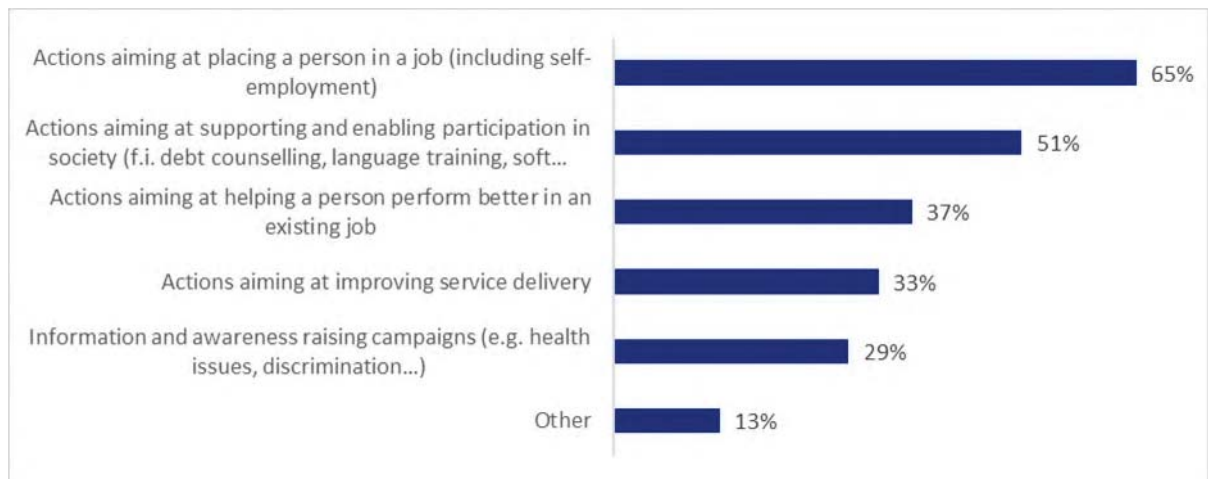 Actions aiming at placing a person in a job (including self-
employment)
65%
Actions aiming at supporting and enabling participation in
society (f.i. debt counselling, language training, soft...
51%
Actions aiming at helping a person perform better in an
existing job
37%
Actions aiming at improving service delivery
33%
Information and awareness raising campaigns (e.g. health
issues, discrimination...)
29%
Other
13%